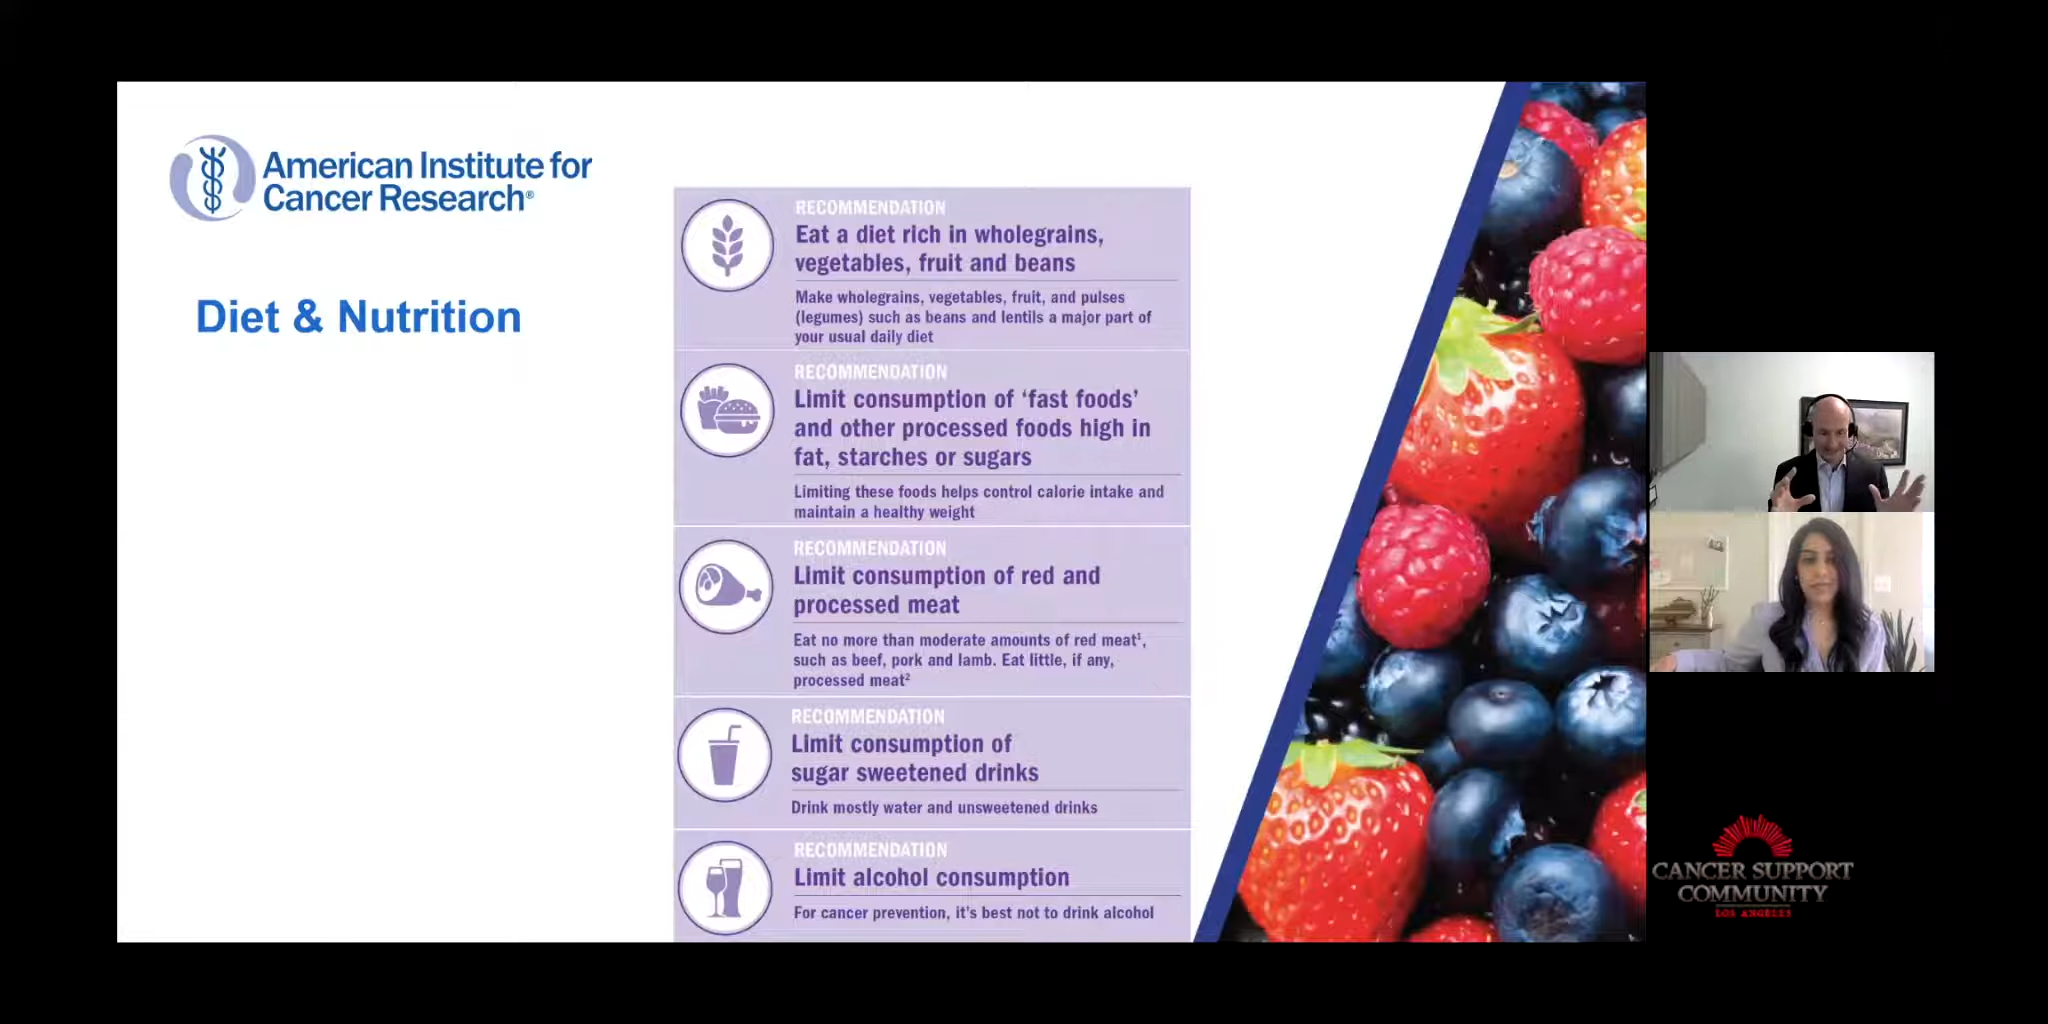 American Institute for
Cancer Research®
Diet & Nutrition
RECOMMENDATION
Eat a diet rich in wholegrains,
vegetables, fruit and beans
Make wholegrains, vegetables, fruit, and pulses
(legumes) such as beans and lentils a major part of
your usual daily diet
RECOMMENDATION
Limit consumption of ‘fast foods’
and other processed foods high in
fat, starches or sugars
Limiting these foods helps control calorie intake and
maintain a healthy weight
RECOMMENDATION
Limit consumption of red and
processed meat
Eat no more than moderate amounts of red meat¹,
such as beef, pork and lamb. Eat little, if any,
processed meat²
RECOMMENDATION
Limit consumption of
sugar sweetened drinks
Drink mostly water and unsweetened drinks
RECOMMENDATION
Limit alcohol consumption
For cancer prevention, it’s best not to drink alcohol
CANCER SUPPORT
COMMUNITY
LOS ANGELES